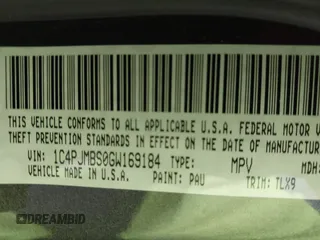 THIS VEHICLE CONFORMS TO ALL APPLICABLE U.S.A. FEDERAL MOTOR V
THEFT PREVENTION STANDARDS IN EFFECT ON THE DATE OF MANUFACTUR
VIN: 1C4PJMBS0GW169184 TYPE: MPV MDH:
VEHICLE MADE IN U.S.A. PAINT: PAU TRIM: TLX9
© DREAMBID